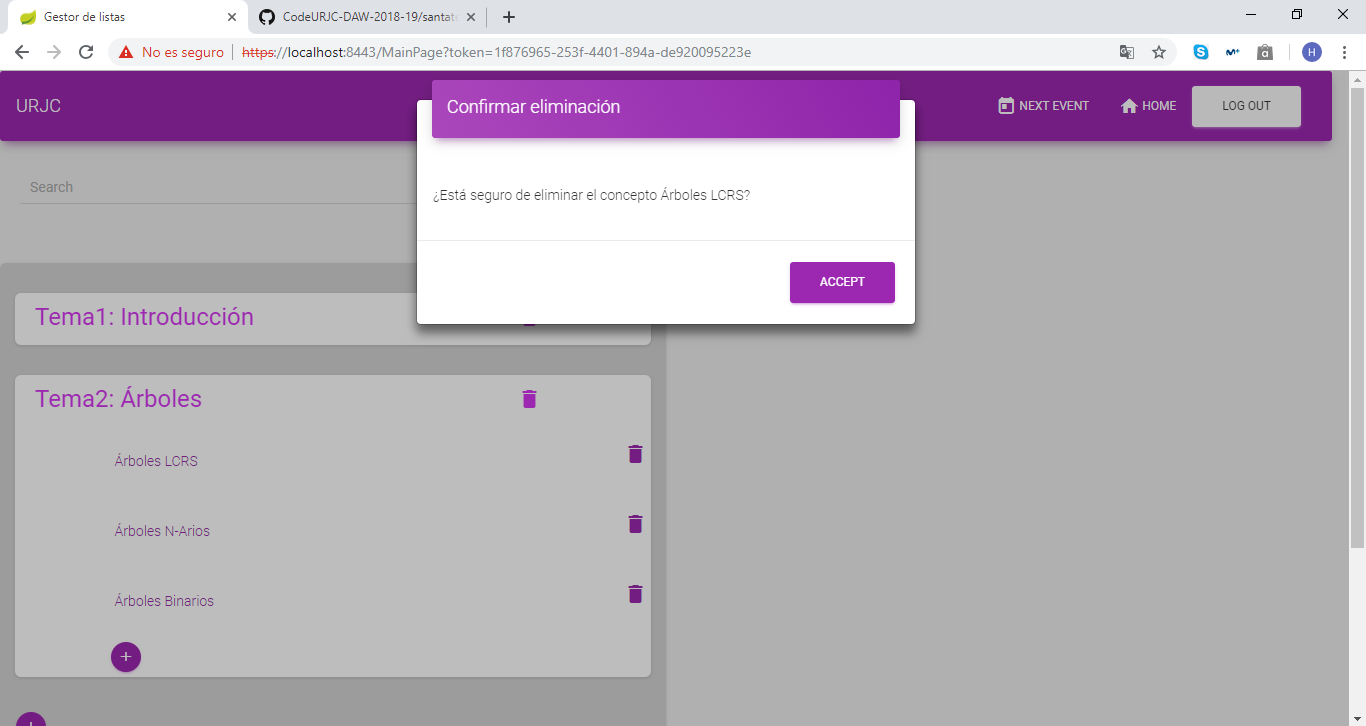 Gestor de listas
CodeURJC-DAW-2018-19/santat
No es seguro
https://localhost:8443/MainPage?token=1f876965-253f-4401-894a-de920095223e
H
URJC
NEXT EVENT
HOME
LOG OUT
Confirmar eliminación
¿Está seguro de eliminar el concepto Árboles LCRS?
ACCEPT
Search
Tema1: Introducción
Tema2: Árboles
Árboles LCRS
Árboles N-Arios
Árboles Binarios